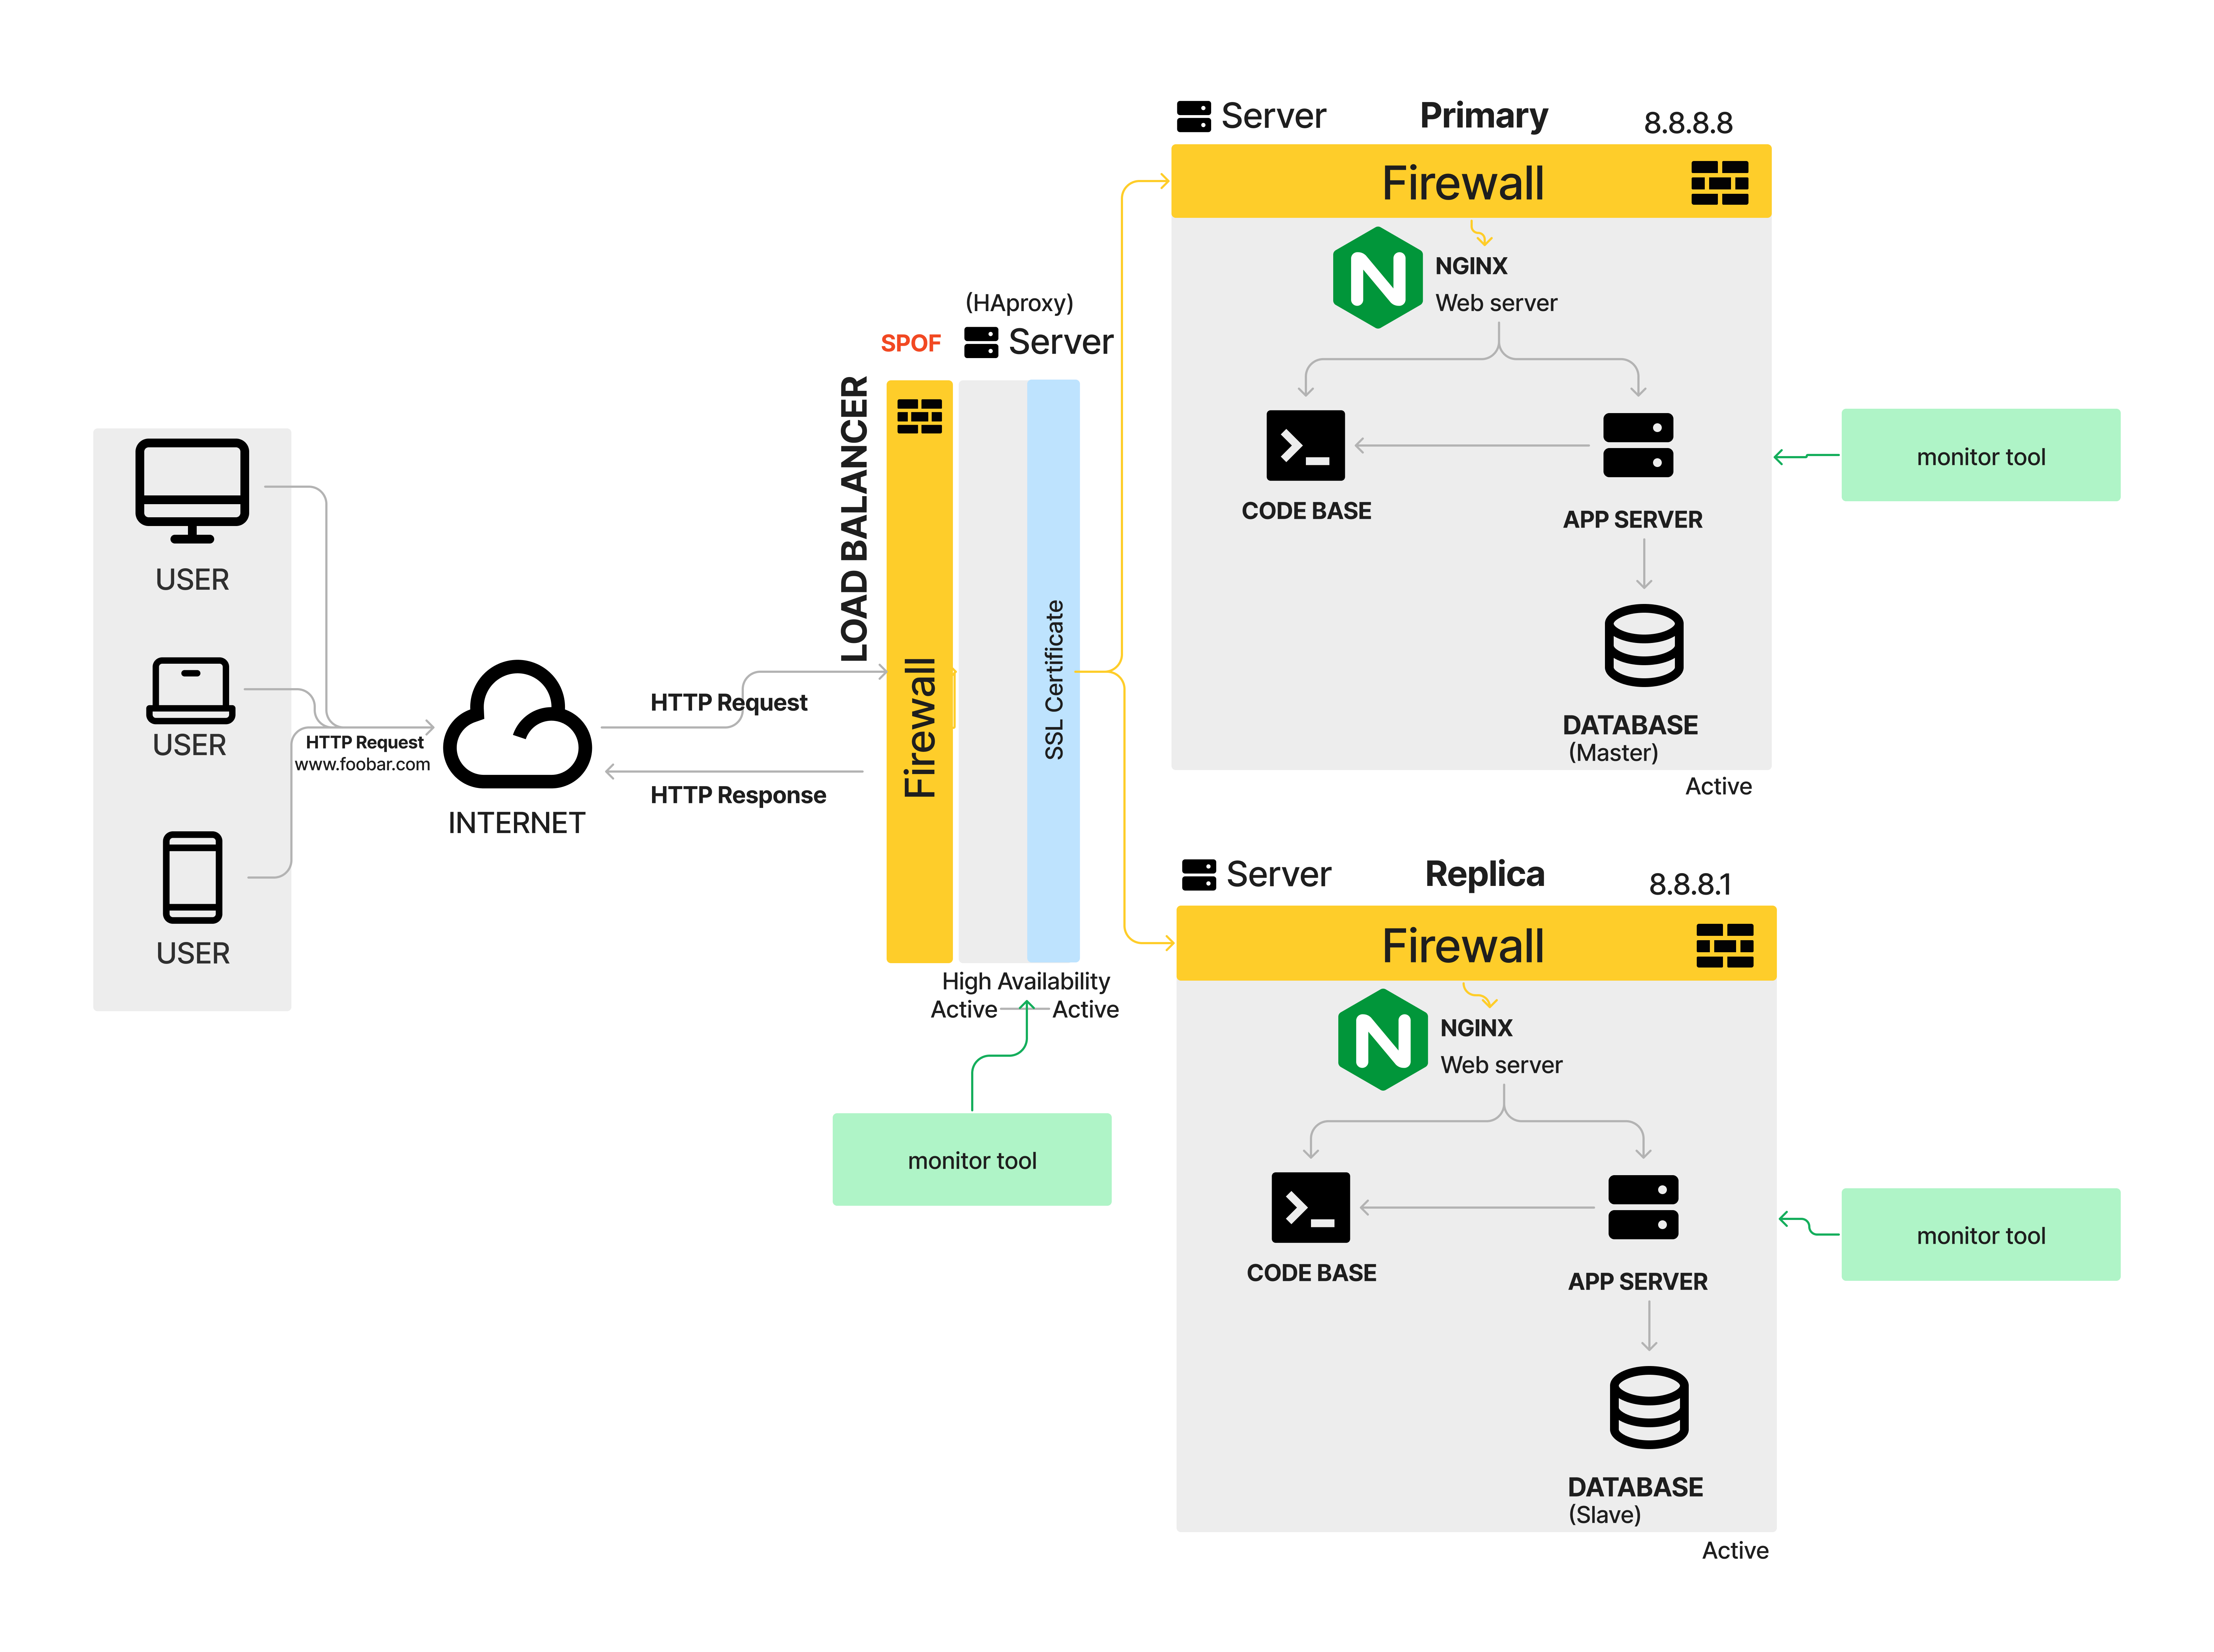 USER
USER
USER
HTTP Request
www.foobar.com
INTERNET
HTTP Request
HTTP Response
LOAD BALANCER
SPOF
(HAproxy)
Server
Firewall
SSL Certificate
High Availability
Active
Active
monitor tool
Server
Primary
8.8.8.8
Firewall
NGINX
Web server
CODE BASE
APP SERVER
DATABASE
(Master)
Active
monitor tool
Server
Replica
8.8.8.1
Firewall
NGINX
Web server
CODE BASE
APP SERVER
DATABASE
(Slave)
Active
monitor tool